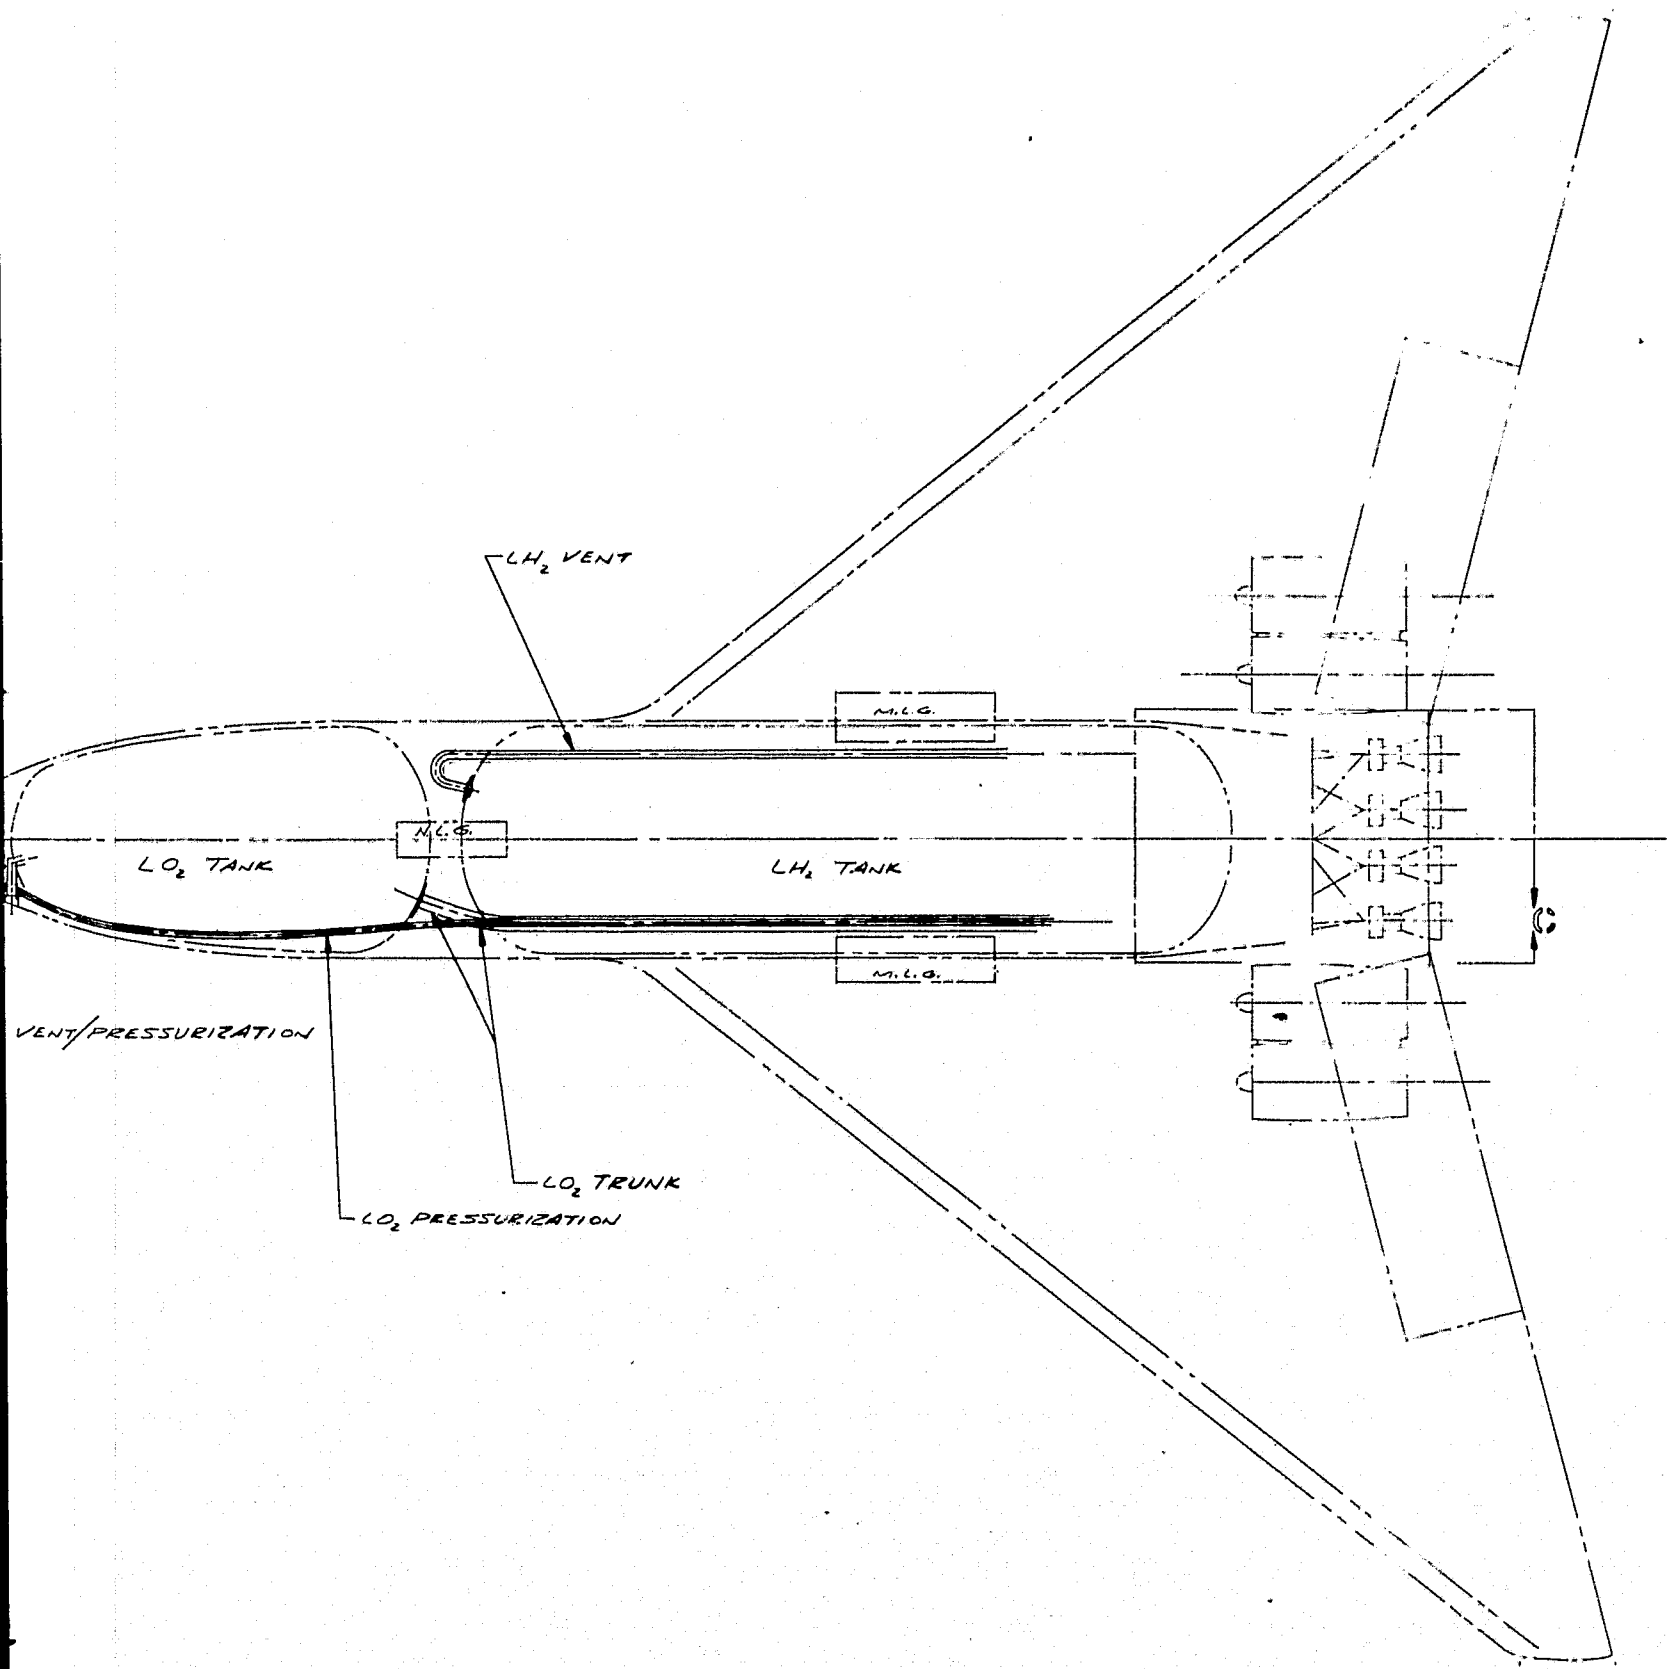 LH₂ VENT
M.L.G.
N.L.G.
LO₂ TANK
LH₂ TANK
M.L.G.
VENT/PRESSURIZATION
LO₂ TRUNK
LO₂ PRESSURIZATION